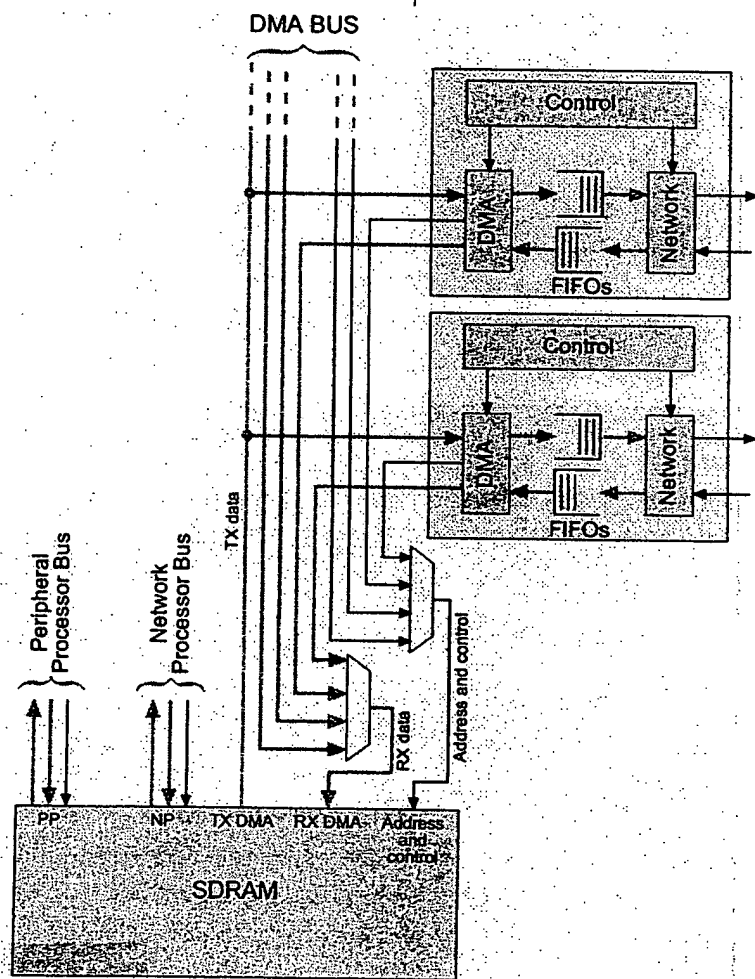 DMA BUS
Control
DMA
Network
FIFOs
Control
DMA
Network
FIFOs
TX data
Peripheral
Processor Bus
Network
Processor Bus
Address and control
RX data
PP
NP
TX DMA
RX DMA
Address
and
control
SDRAM